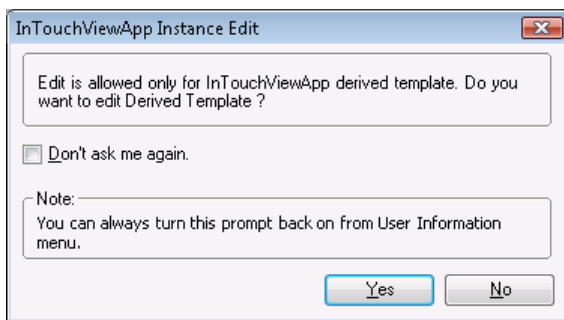 InTouchViewApp Instance Edit
Edit is allowed only for InTouchViewApp derived template. Do you
want to edit Derived Template ?
Don't ask me again.
Note:
You can always turn this prompt back on from User Information
menu.
Yes
No